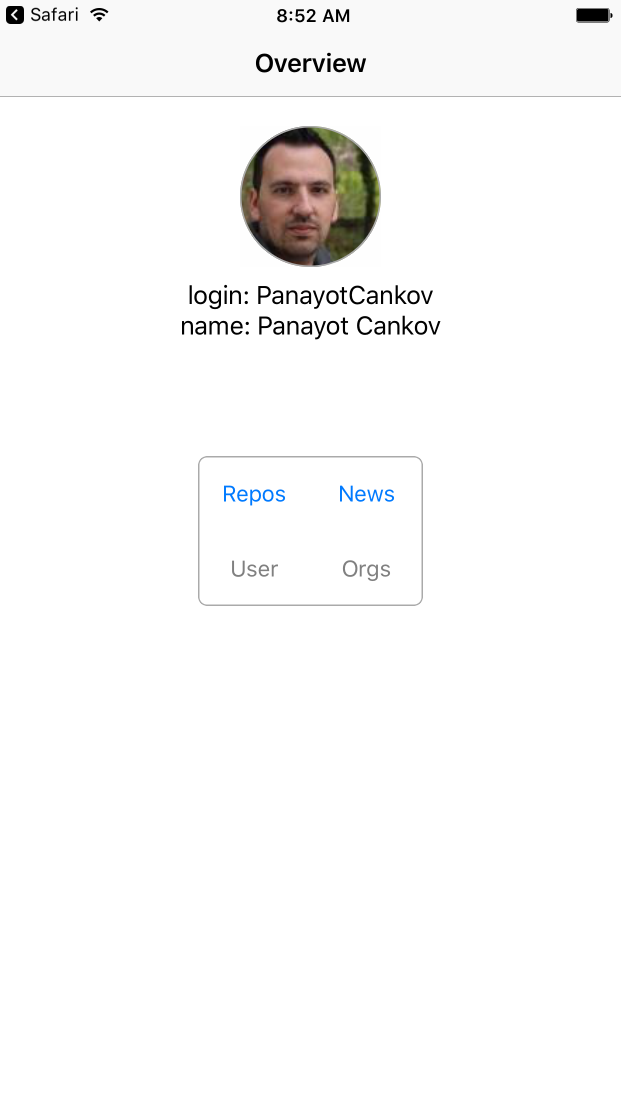 Safari 8:52 AM
Overview
login: PanayotCankov
name: Panayot Cankov
Repos News
User Orgs